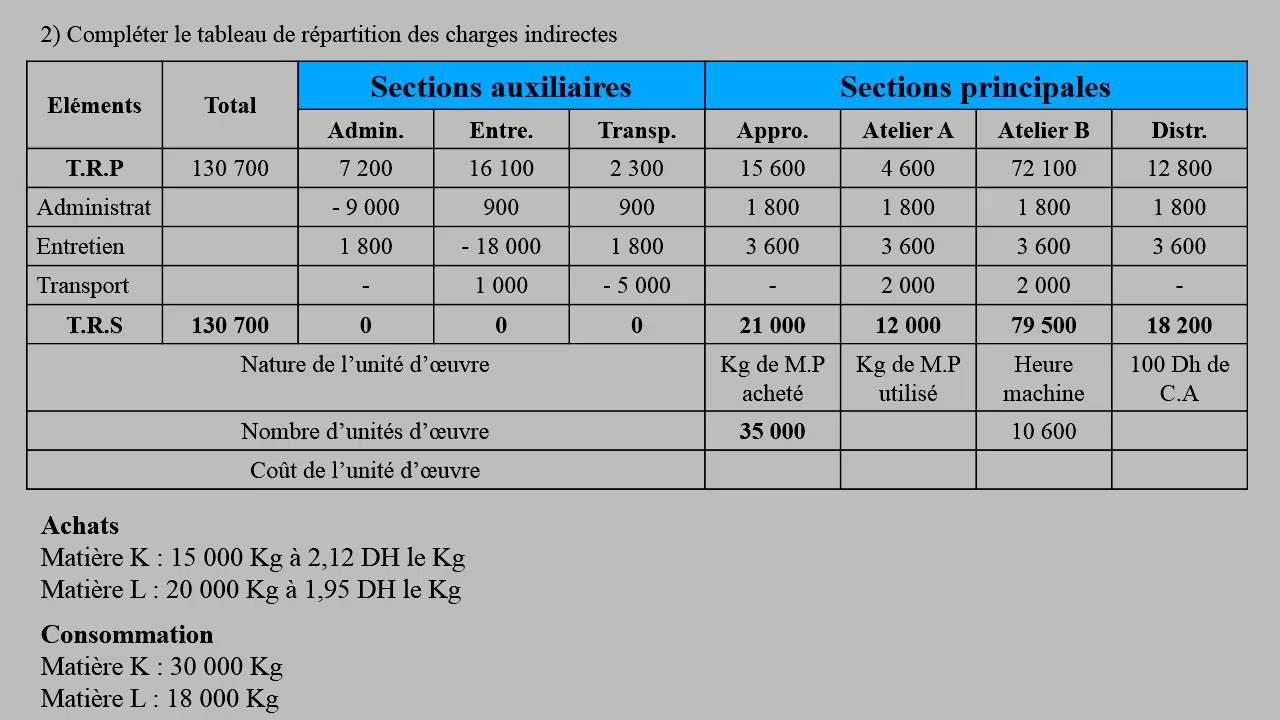 2) Compléter le tableau de répartition des charges indirectes
Eléments Total Sections auxiliaires Sections principales
Admin. Entre. Transp. Appro. Atelier A Atelier B Distr.
T.R.P 130 700 7 200 16 100 2 300 15 600 4 600 72 100 12 800
Administrat - 9 000 900 900 1 800 1 800 1 800 1 800
Entretien 1 800 - 18 000 1 800 3 600 3 600 3 600 3 600
Transport - 1 000 - 5 000 - 2 000 2 000 -
T.R.S 130 700 0 0 0 21 000 12 000 79 500 18 200
Nature de l’unité d’œuvre Kg de M.P acheté Kg de M.P utilisé Heure machine 100 Dh de C.A
Nombre d’unités d’œuvre 35 000 10 600
Coût de l’unité d’œuvre
Achats
Matière K : 15 000 Kg à 2,12 DH le Kg
Matière L : 20 000 Kg à 1,95 DH le Kg
Consommation
Matière K : 30 000 Kg
Matière L : 18 000 Kg